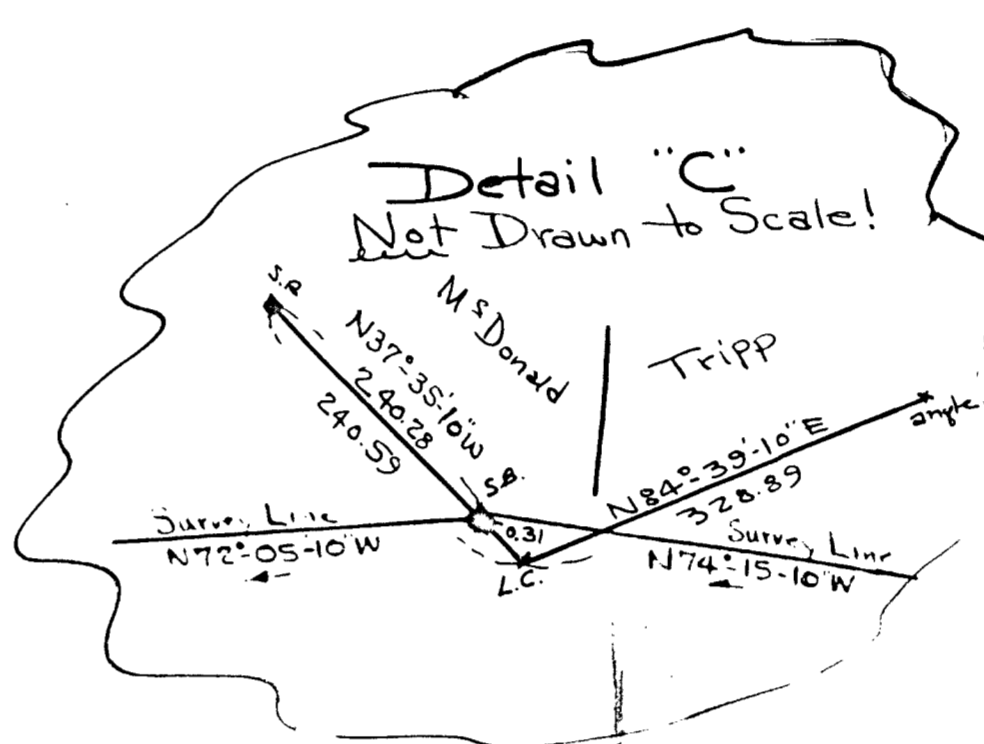 Detail "C"
Not Drawn to Scale!
S.B.
McDonald
Tripp
N37°-35'-10"W
240.28
240.59
angle
N84°-39'-10"E
328.89
S.B.
0.31
Survey Line
N72°-05-10"W
Survey Line
N74°-15-10"W
L.C.